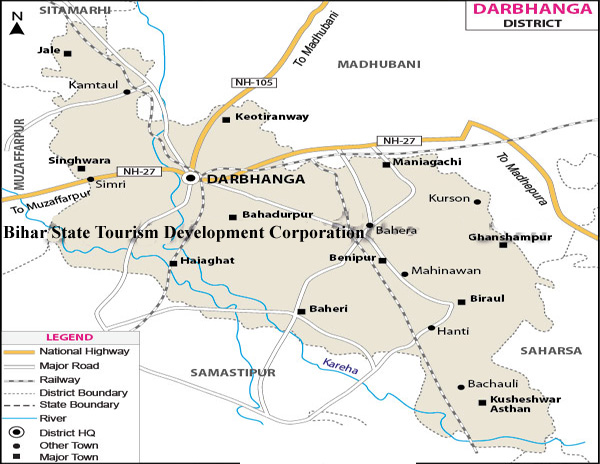 SITAMARHI
DARBHANGA
DISTRICT
N
To Madhubani
Jale
MADHUBANI
Kamtaul
NH-105
Keotiranway
MUZAFFARPUR
NH-27
Singhwara
NH-27
Maniagachi
Simri
DARBHANGA
To Madhepura
To Muzaffarpur
Kurson
Bahadurpur
Bihar State Tourism Development Corporation
Bahera
Ghanshampur
Haiaghat
Benipur
Mahinawan
Baheri
Biraul
Hanti
LEGEND
National Highway
Major Road
Railway
District Boundary
State Boundary
River
District HQ
Other Town
Major Town
SAMASTIPUR
Kareha
SAHARSA
Bachauli
Kusheshwar
Asthan